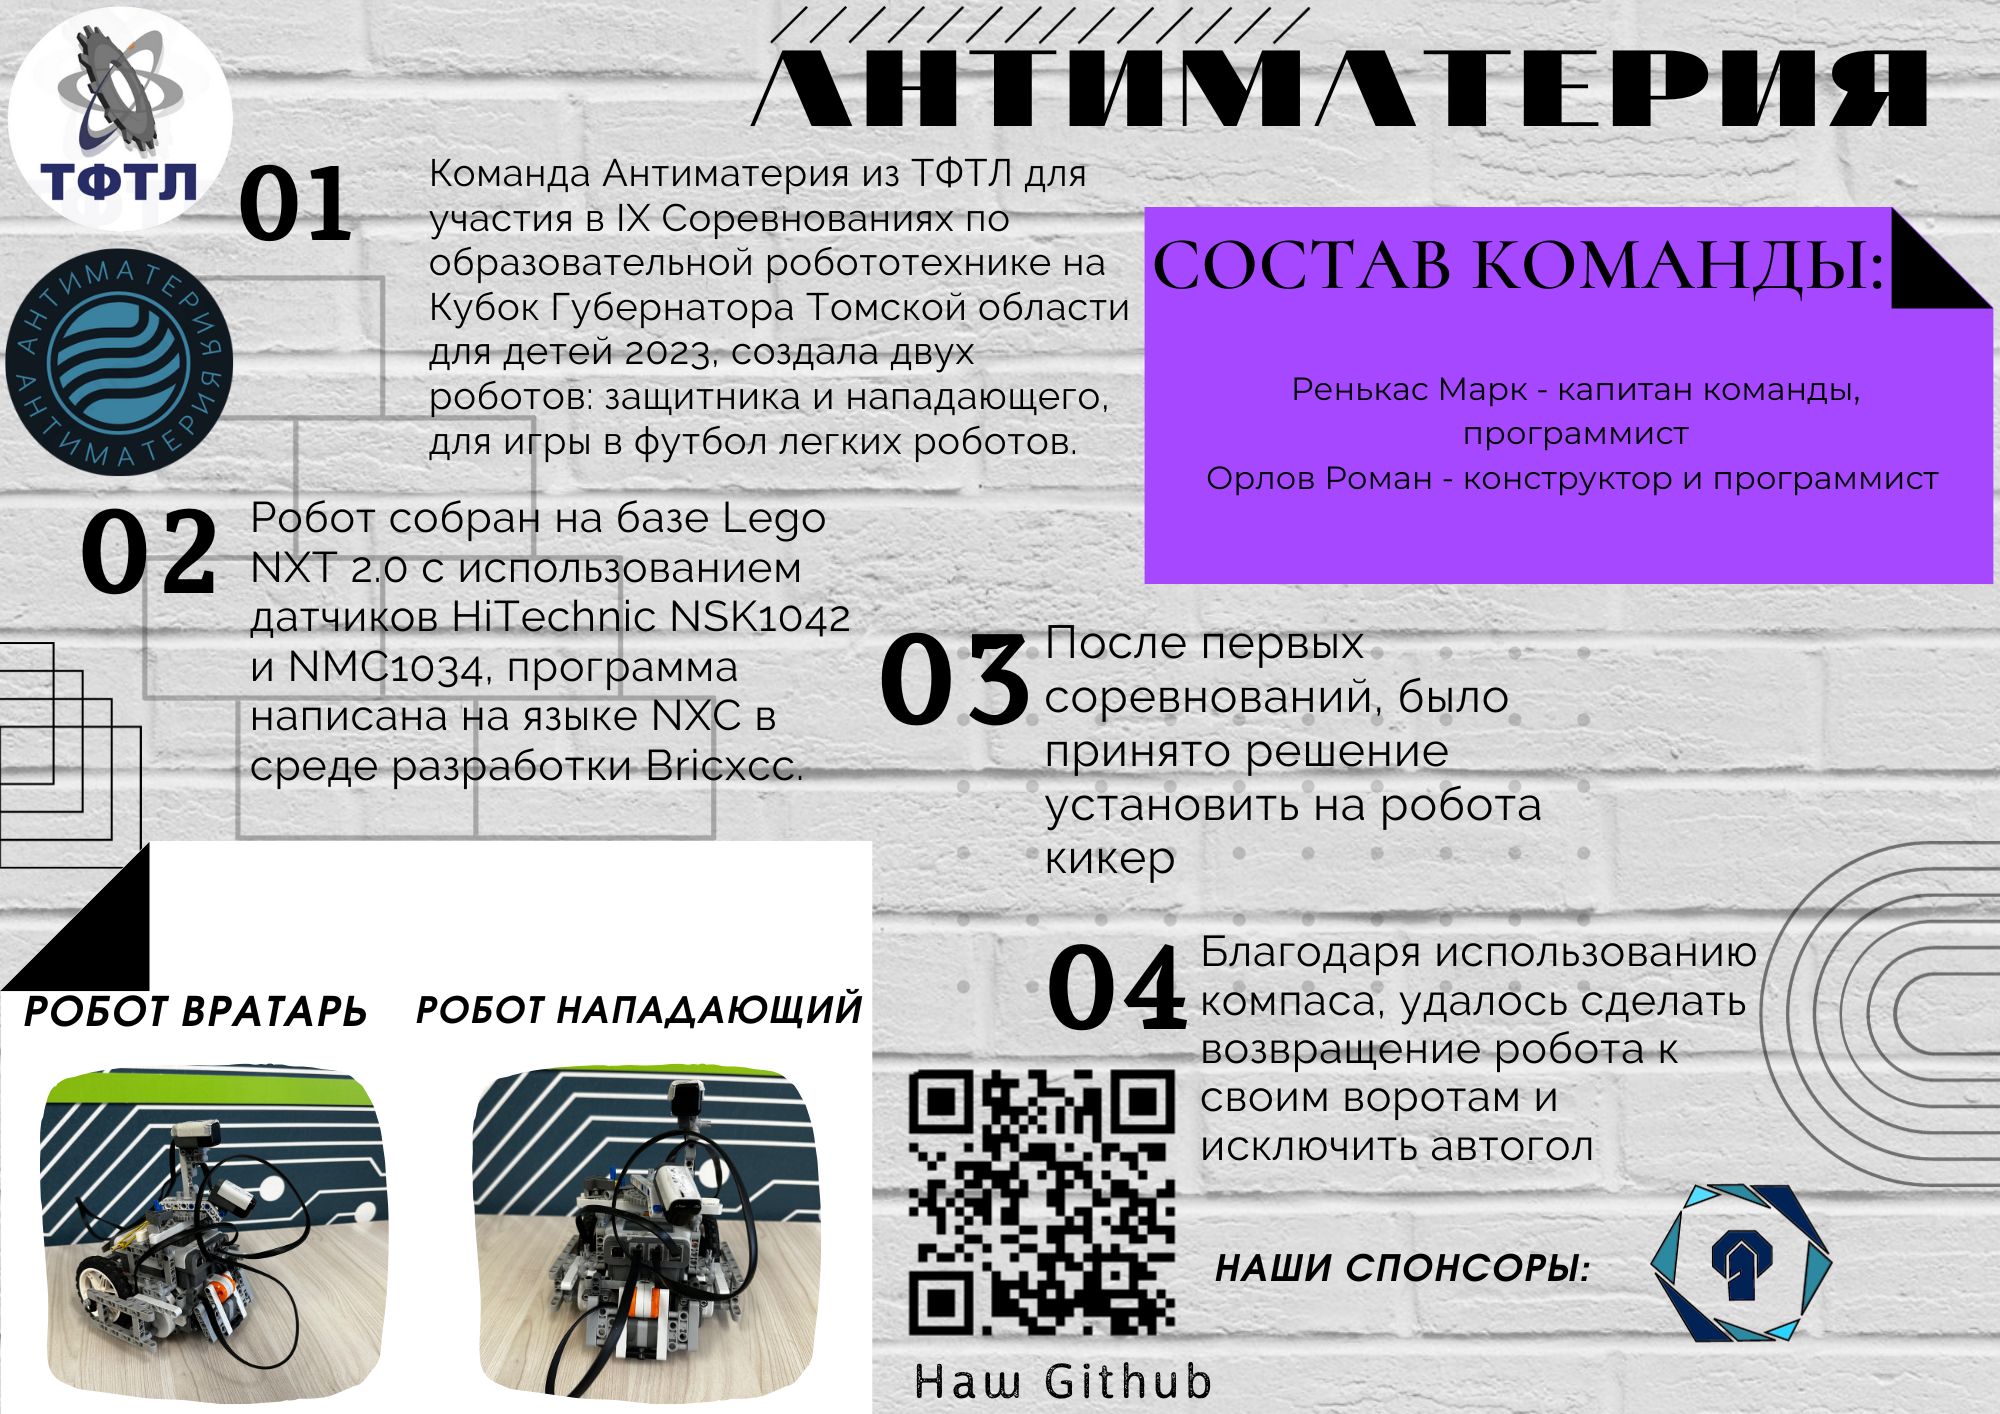 АНТИМАТЕРИЯ
ТФТЛ
АНТИМАТЕРИЯ
АНТИМАТЕРИЯ
01
Команда Антиматерия из ТФТЛ для
участия в IX Соревнованиях по
образовательной робототехнике на
Кубок Губернатора Томской области
для детей 2023, создала двух
роботов: защитника и нападающего,
для игры в футбол легких роботов.
СОСТАВ КОМАНДЫ:
Ренькас Марк - капитан команды,
программист
Орлов Роман - конструктор и программист
02
Робот собран на базе Lego
NXT 2.0 с использованием
датчиков HiTechnic NSK1042
и NMC1034, программа
написана на языке NXC в
среде разработки Bricxcc.
03
После первых
соревнований, было
принято решение
установить на робота
кикер
04
Благодаря использованию
компаса, удалось сделать
возвращение робота к
своим воротам и
исключить автогол
РОБОТ ВРАТАРЬ
РОБОТ НАПАДАЮЩИЙ
НАШИ СПОНСОРЫ:
Наш Github